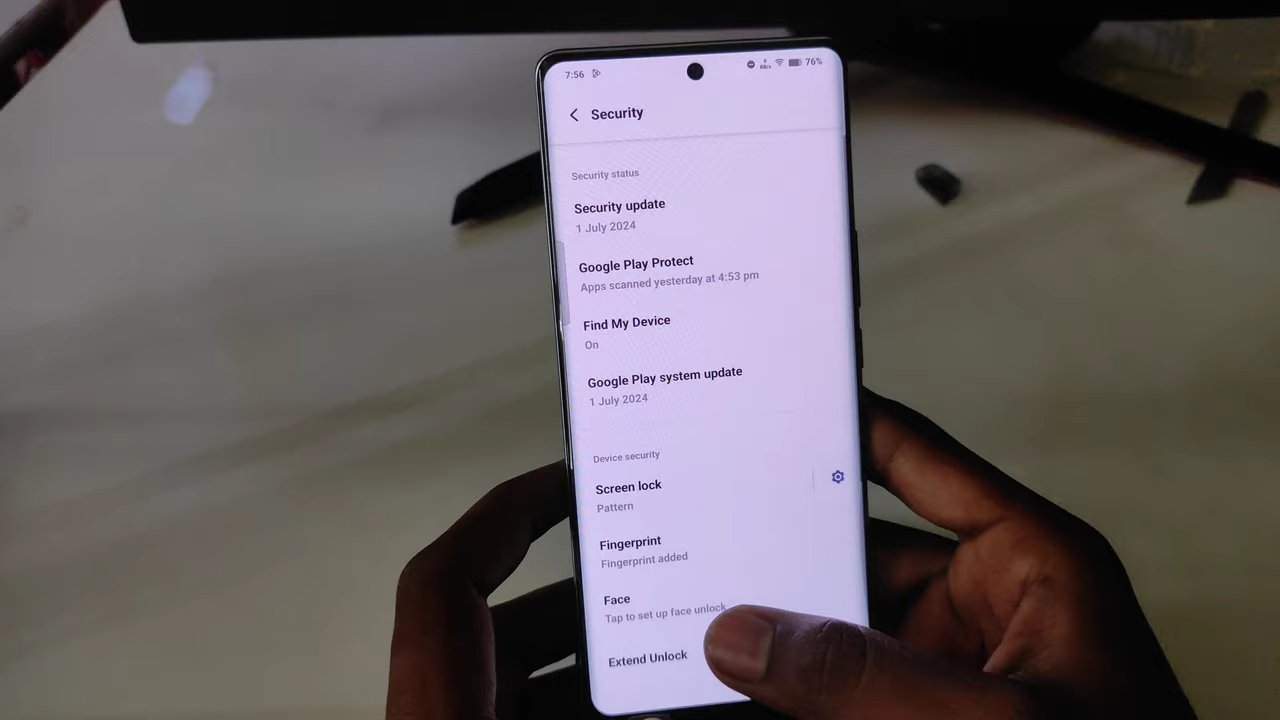 7:56
76%
Security
Security status
Security update
1 July 2024
Google Play Protect
Apps scanned yesterday at 4:53 pm
Find My Device
On
Google Play system update
1 July 2024
Device security
Screen lock
Pattern
Fingerprint
Fingerprint added
Face
Tap to set up face unlock
Extend Unlock